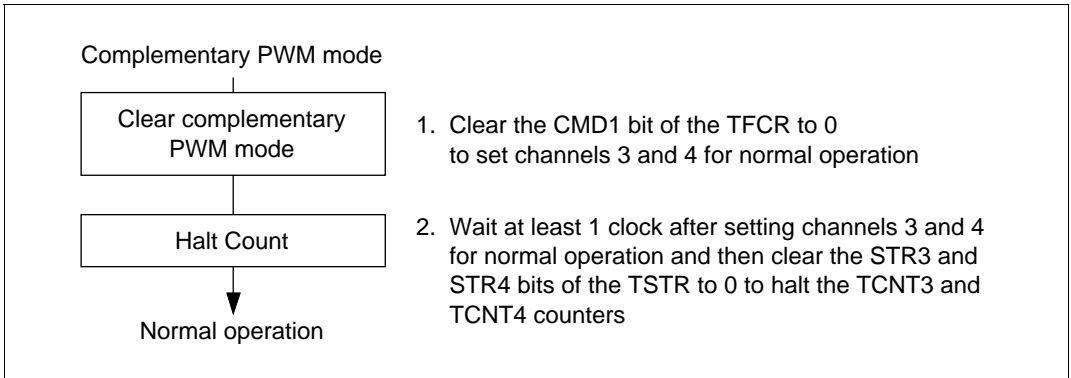 Complementary PWM mode
Clear complementary
PWM mode
1. Clear the CMD1 bit of the TFCR to 0
to set channels 3 and 4 for normal operation
Halt Count
2. Wait at least 1 clock after setting channels 3 and 4
for normal operation and then clear the STR3 and
STR4 bits of the TSTR to 0 to halt the TCNT3 and
TCNT4 counters
Normal operation